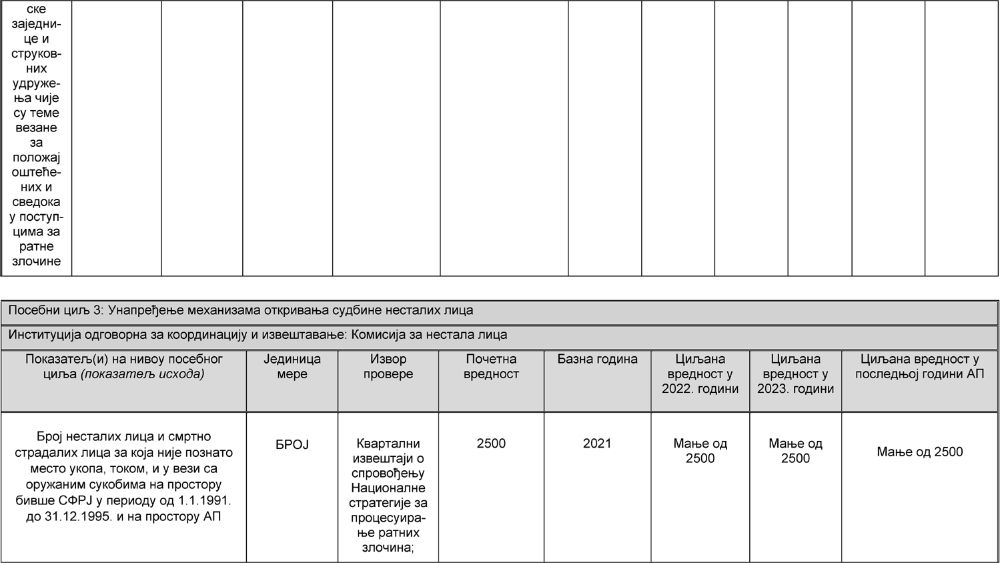 ске
заједни-
це и
струков-
них
удруже-
ња чије
су теме
везане
за
положај
оштеће-
них и
сведока
у поступ-
цима за
ратне
злочине
Посебни циљ 3: Унапређење механизама откривања судбине несталих лица
Институција одговорна за координацију и извештавање: Комисија за нестала лица
Показатељ(и) на нивоу посебног
циља (показатељ исхода)
Јединица
мере
Извор
провере
Почетна
вредност
Базна година
Циљана
вредност у
2022. години
Циљана
вредност у
2023. години
Циљана вредност у
последњој години АП
Број несталих лица и смртно
страдалих лица за која није познато
место укопа, током, и у вези са
оружаним сукобима на простору
бивше СФРЈ у периоду од 1.1.1991.
до 31.12.1995. и на простору АП
БРОЈ
Квартални
извештаји о
спровођењу
Националне
стратегије за
процесуира-
ње ратних
злочина;
2500
2021
Мање од
2500
Мање од
2500
Мање од 2500